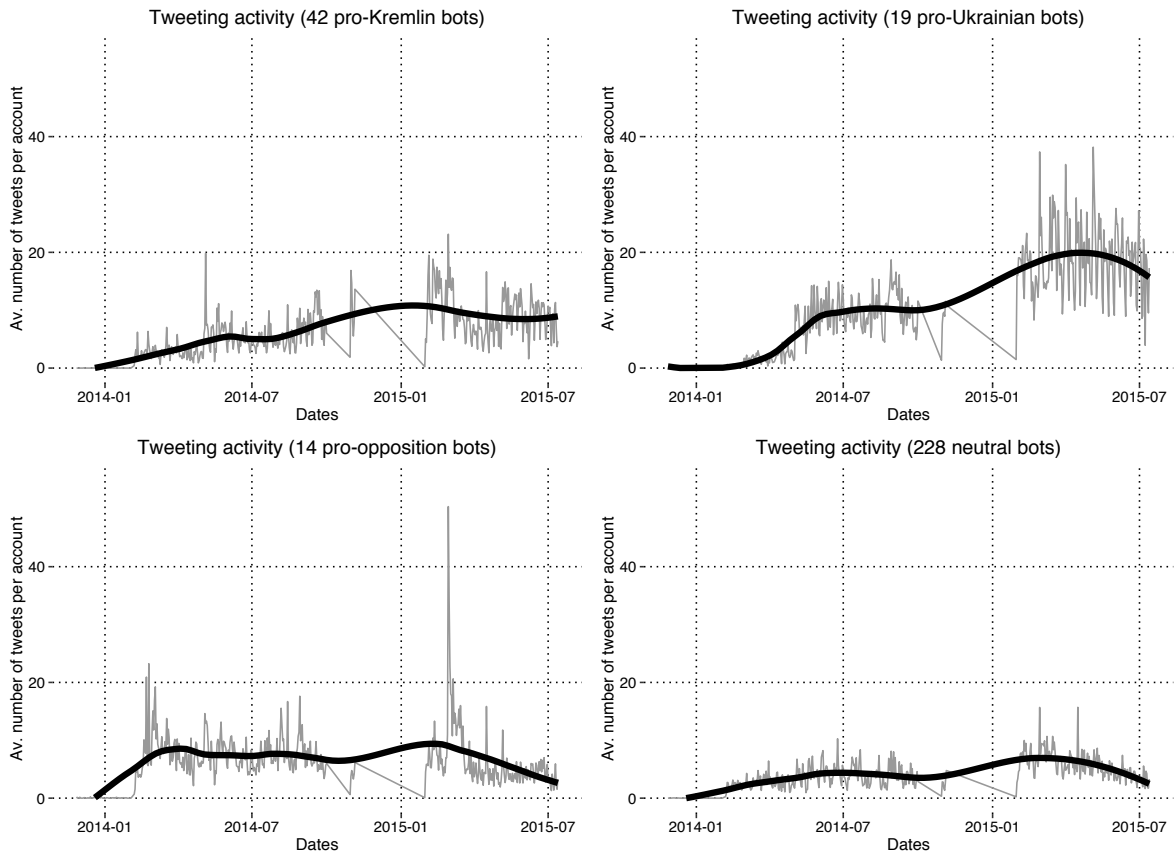 Tweeting activity (42 pro-Kremlin bots)
Av. number of tweets per account
40
20
0
2014-01 2014-07 2015-01 2015-07
Dates
Tweeting activity (19 pro-Ukrainian bots)
Av. number of tweets per account
40
20
0
2014-01 2014-07 2015-01 2015-07
Dates
Tweeting activity (14 pro-opposition bots)
Av. number of tweets per account
40
20
0
2014-01 2014-07 2015-01 2015-07
Dates
Tweeting activity (228 neutral bots)
Av. number of tweets per account
40
20
0
2014-01 2014-07 2015-01 2015-07
Dates